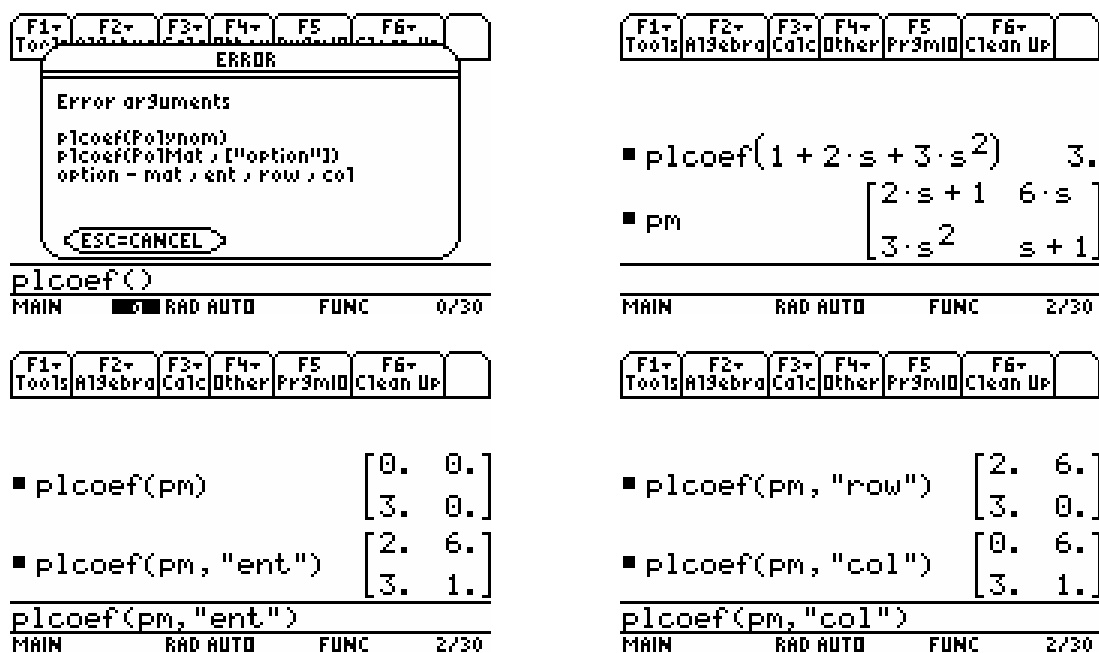 F1 F2 F3 F4 F5 F6
ERROR
Error arguments
plcoef(Polynom)
plcoef(PolMat,["option"])
option - mat, ent, row, col
ESC=CANCEL
plcoef()
MAIN RAD AUTO FUNC 0/30
F1 F2 F3 F4 F5 F6
Tools Algebra Calc Other PrgmIO Clean Up
plcoef(1 + 2·s + 3·s²) 3.
pm [2·s + 1 6·s
3·s² s + 1]
MAIN RAD AUTO FUNC 2/30
F1 F2 F3 F4 F5 F6
Tools Algebra Calc Other PrgmIO Clean Up
plcoef(pm) [0. 0.
3. 0.]
plcoef(pm, "ent") [2. 6.
3. 1.]
plcoef(pm,"ent")
MAIN RAD AUTO FUNC 2/30
F1 F2 F3 F4 F5 F6
Tools Algebra Calc Other PrgmIO Clean Up
plcoef(pm, "row") [2. 6.
3. 0.]
plcoef(pm, "col") [0. 6.
3. 1.]
plcoef(pm,"col")
MAIN RAD AUTO FUNC 2/30